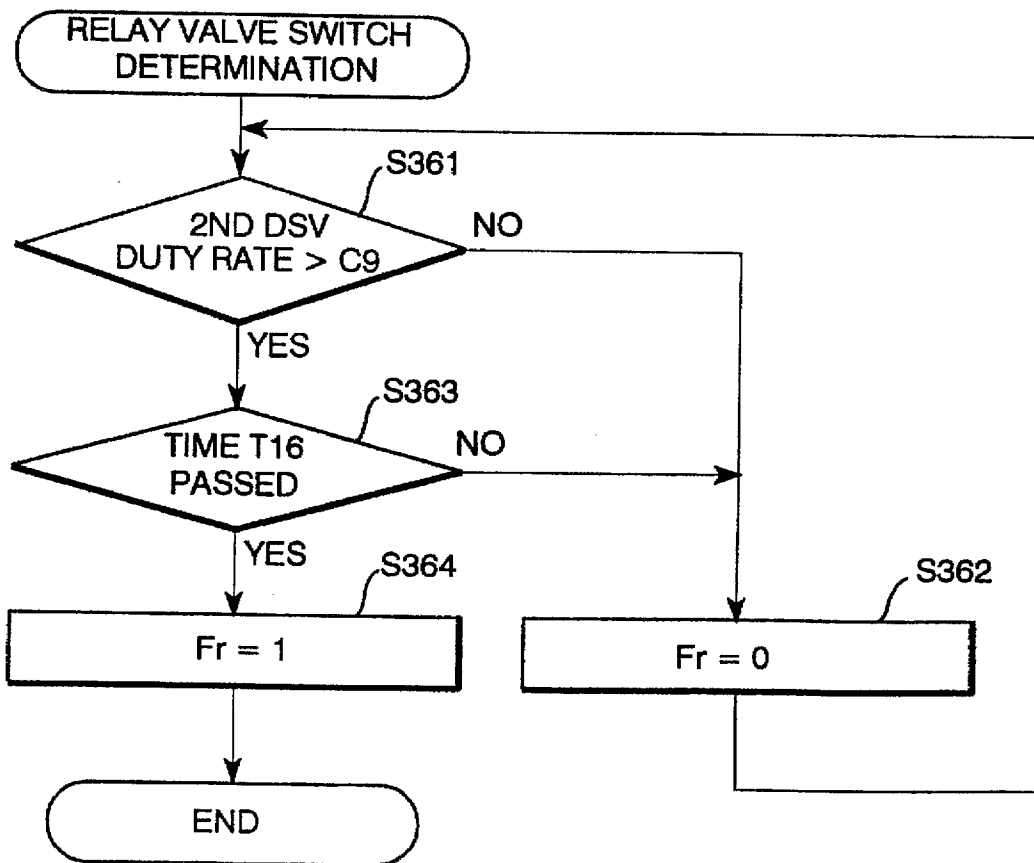 RELAY VALVE SWITCH
DETERMINATION
S361
2ND DSV
DUTY RATE > C9
NO
YES
S363
TIME T16
PASSED
NO
YES
S364
Fr = 1
S362
Fr = 0
END